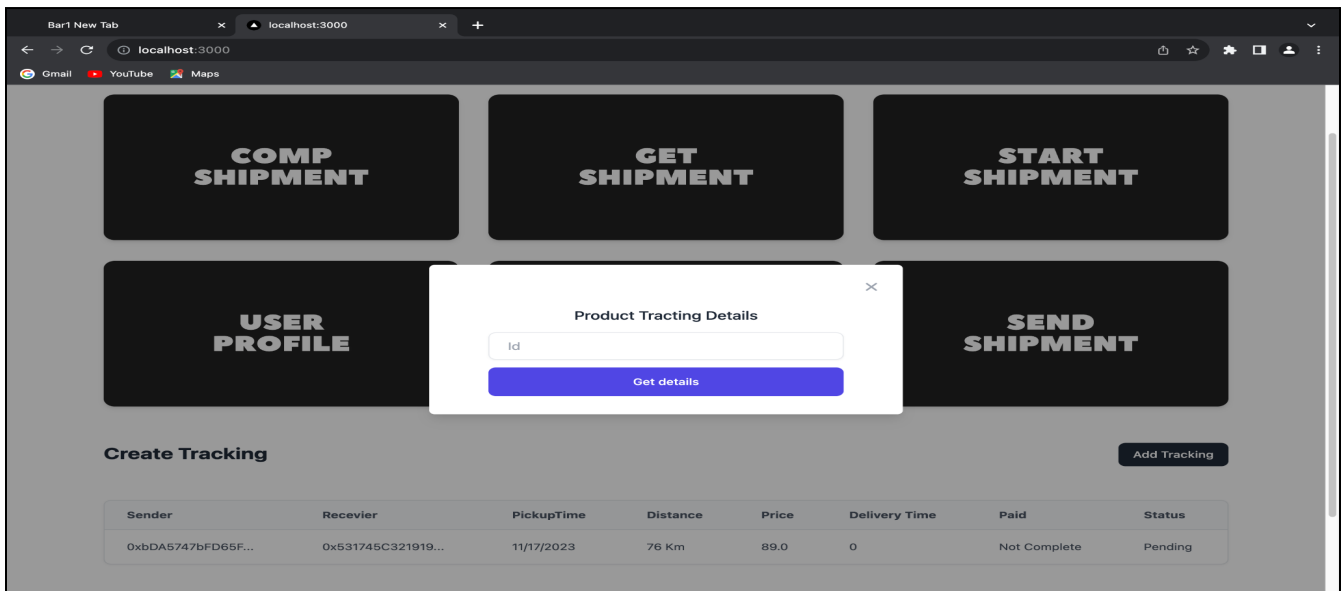 Bar1 New Tab
localhost:3000
localhost:3000
Gmail YouTube Maps
COMP
SHIPMENT
GET
SHIPMENT
START
SHIPMENT
USER
PROFILE
SEND
SHIPMENT
Product Tracting Details
Id
Get details
Create Tracking
Add Tracking
Sender Recevier PickupTime Distance Price Delivery Time Paid Status
0xbDA5747bFD65F... 0x531745C321919... 11/17/2023 76 Km 89.0 0 Not Complete Pending